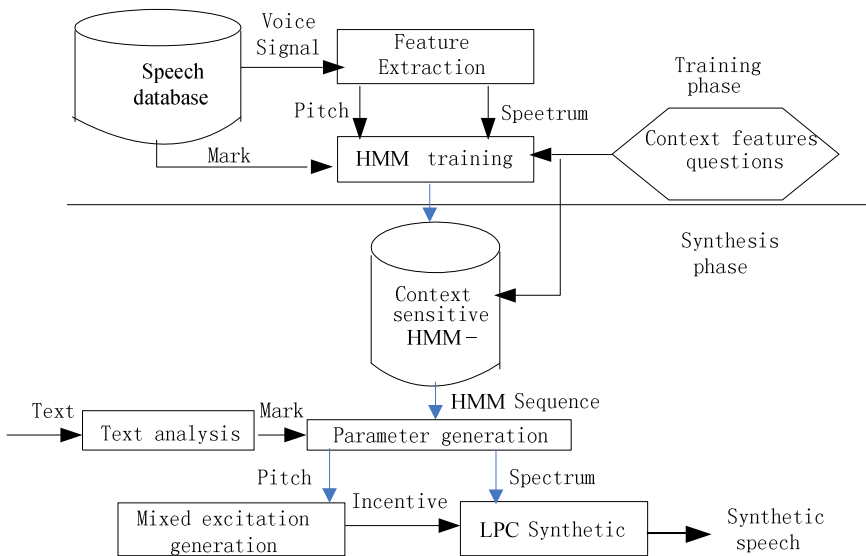 Voice
Signal
Feature
Extraction
Speech
database
Training
phase
Pitch
Speetrum
Mark
HMM training
Context features
questions
Synthesis
phase
Context
sensitive
HMM-
HMM Sequence
Text
Text analysis
Mark
Parameter generation
Pitch
Spectrum
Mixed excitation
generation
Incentive
LPC Synthetic
Synthetic
speech